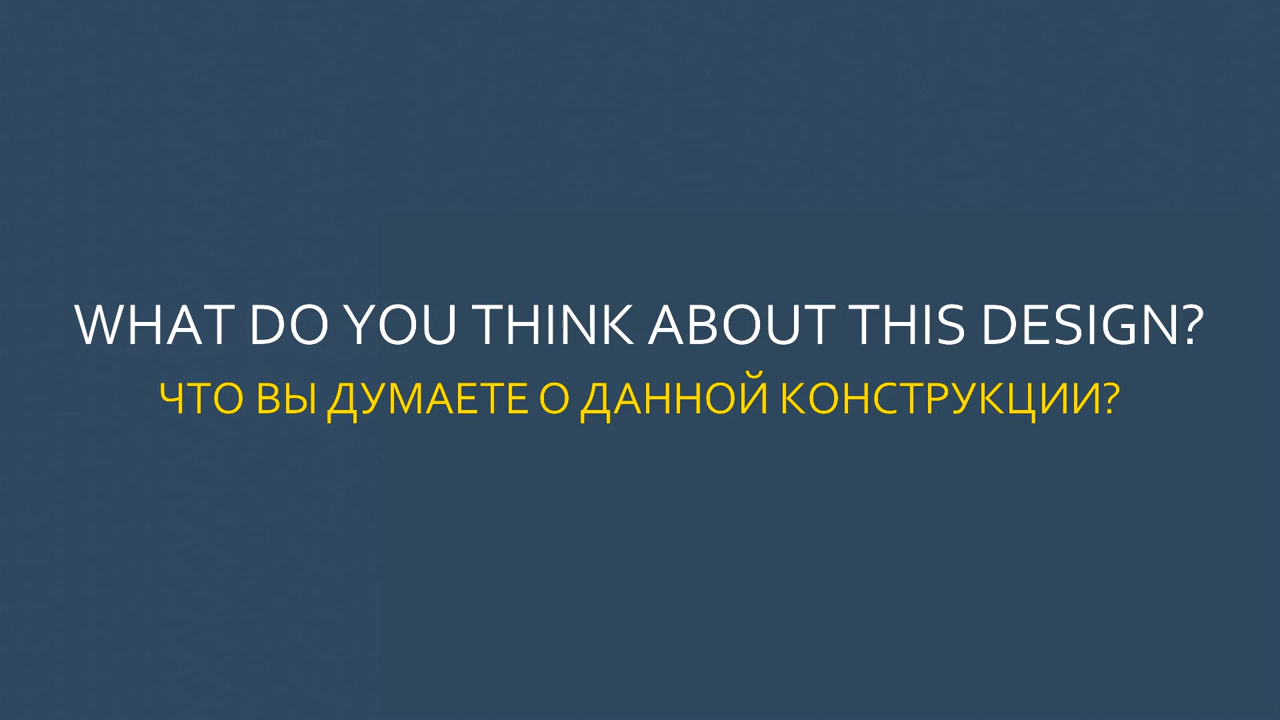 WHAT DO YOU THINK ABOUT THIS DESIGN?
ЧТО ВЫ ДУМАЕТЕ О ДАННОЙ КОНСТРУКЦИИ?